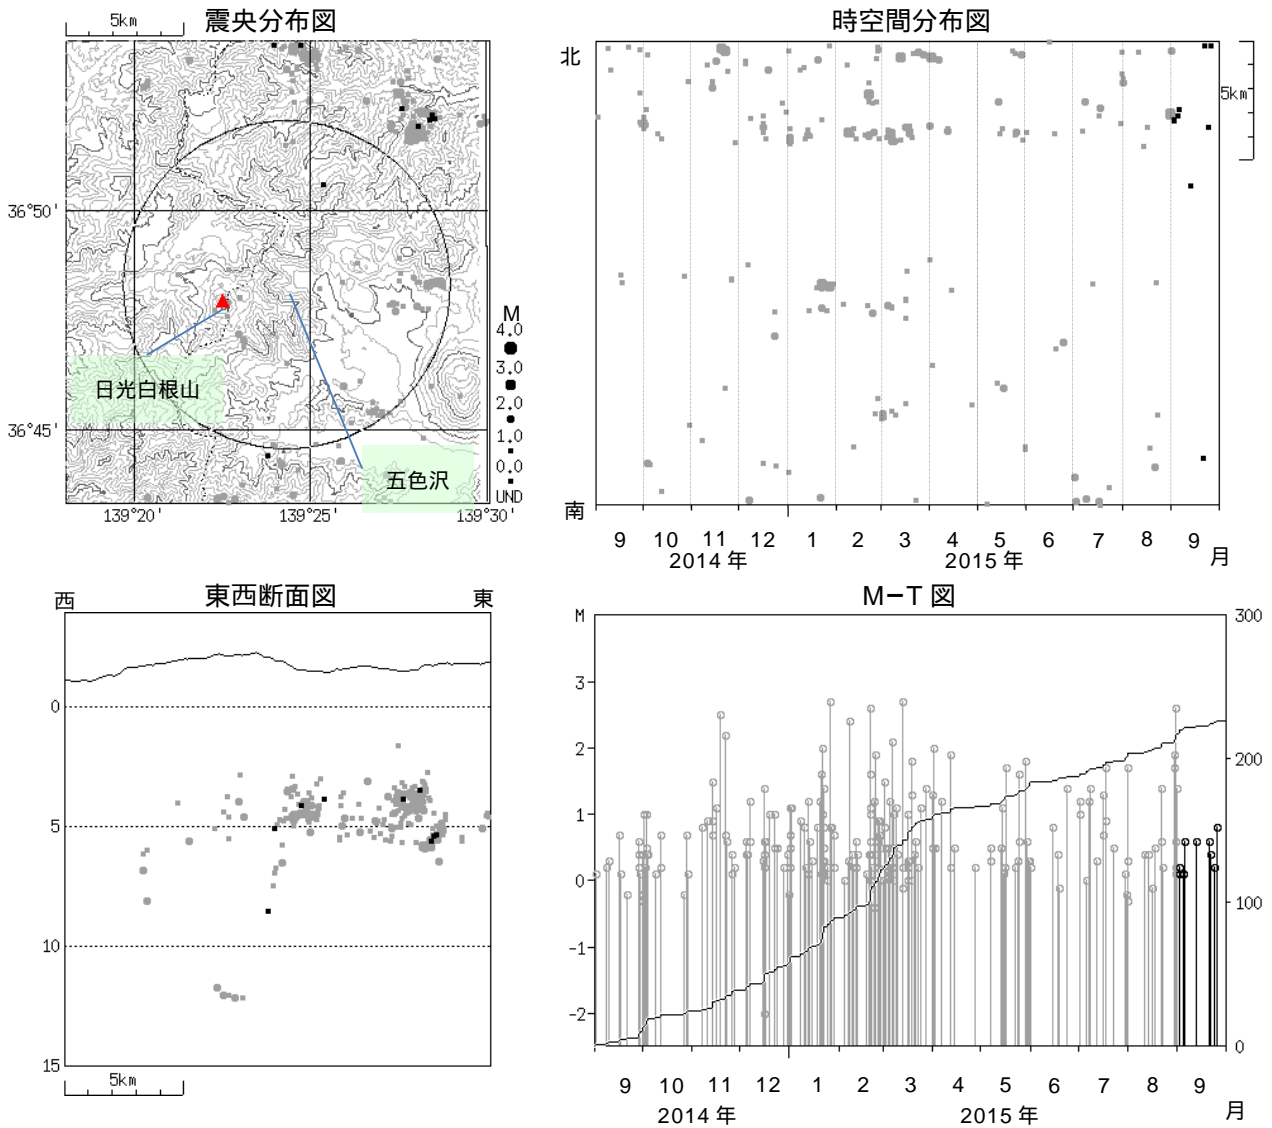 震央分布図
5km
36°50'
36°45'
139°20'
139°25'
139°30'
日光白根山
五色沢
M
4.0
3.0
2.0
1.0
0.0
UND
時空間分布図
北
南
5km
9 10 11 12 1 2 3 4 5 6 7 8 9
2014年 2015年 月
東西断面図
西 東
0
5
10
15
5km
M-T 図
M
3
2
1
0
-1
-2
300
200
100
0
9 10 11 12 1 2 3 4 5 6 7 8 9
2014年 2015年 月